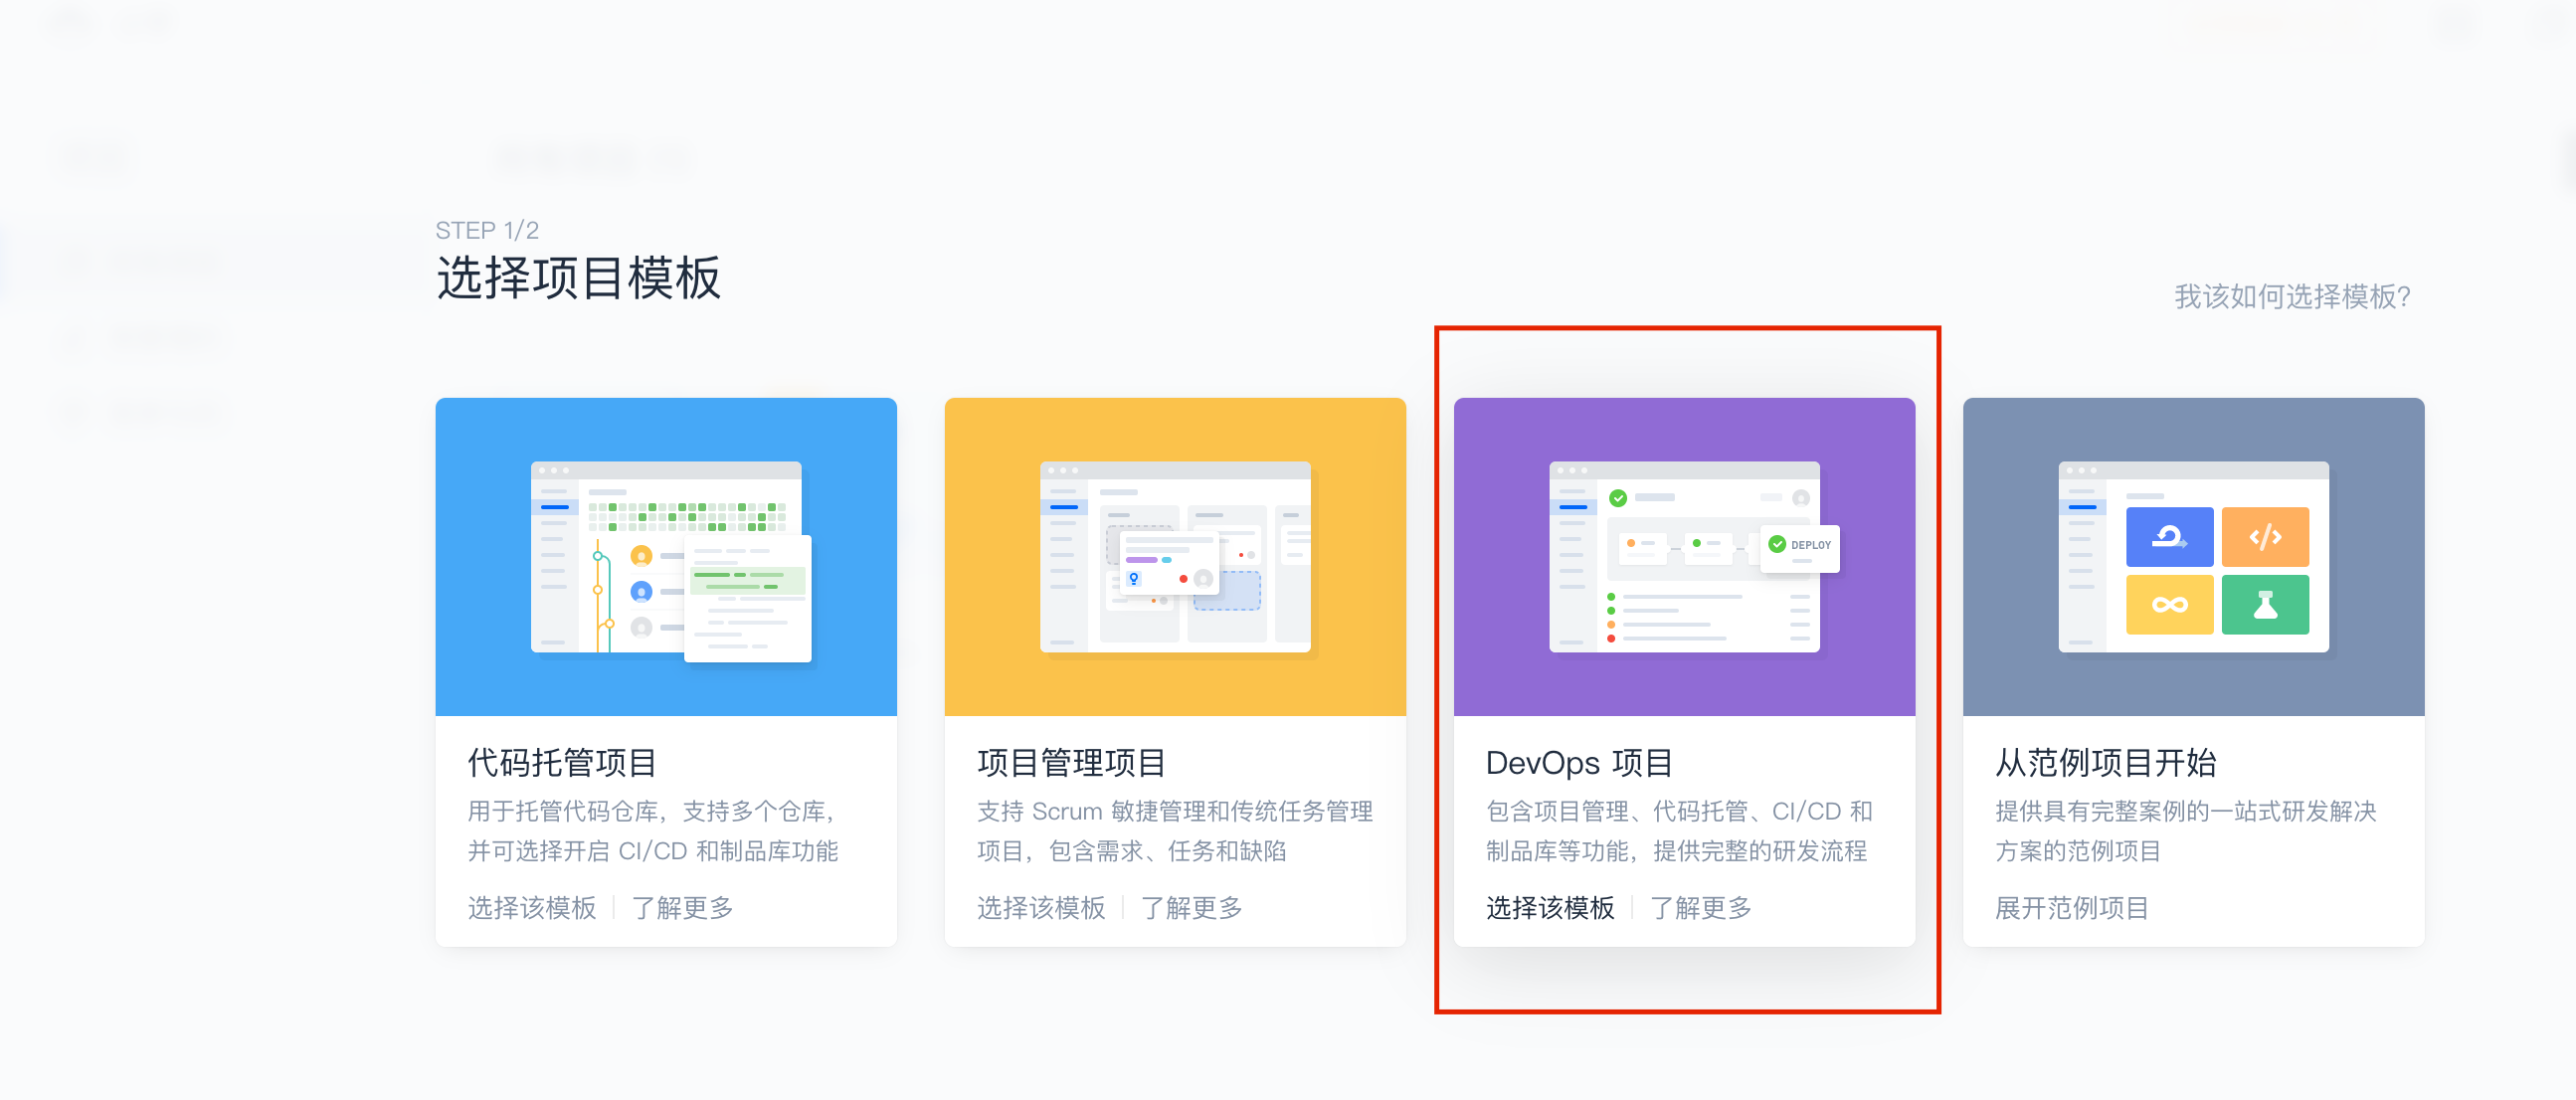 STEP 1/2
选择项目模板
我该如何选择模板?
DEPLOY
代码托管项目
用于托管代码仓库，支持多个仓库，
并可选择开启 CI/CD 和制品库功能
选择该模板 | 了解更多
项目管理项目
支持 Scrum 敏捷管理和传统任务管理
项目，包含需求、任务和缺陷
选择该模板 | 了解更多
DevOps 项目
包含项目管理、代码托管、CI/CD 和
制品库等功能，提供完整的研发流程
选择该模板 | 了解更多
从范例项目开始
提供具有完整案例的一站式研发解决
方案的范例项目
展开范例项目